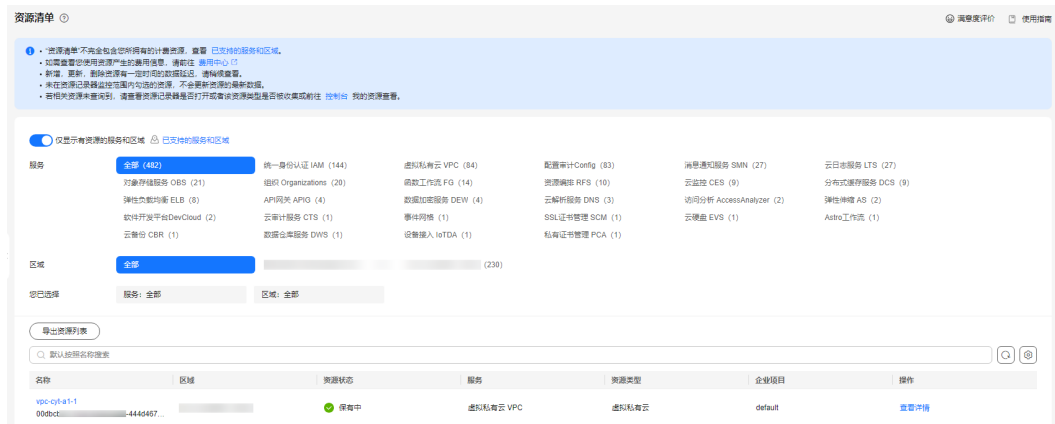 资源清单
满意度评价 使用指南
• “资源清单”不完全包含您所拥有的计费资源，查看 已支持的服务和区域。
• 如需查看您使用资源产生的费用信息，请前往 费用中心
• 新增，更新，删除资源有一定时间的数据延迟，请稍候查看。
• 未在资源记录器监控范围内勾选的资源，不会更新资源的最新数据。
• 若相关资源未查询到，请查看资源记录器是否打开或者该资源类型是否被收集或前往 控制台 我的资源查看。
仅显示有资源的服务和区域 已支持的服务和区域
服务 全部（482） 统一身份认证 IAM（144） 虚拟私有云 VPC（84） 配置审计Config（83） 消息通知服务 SMN（27） 云日志服务 LTS（27）
对象存储服务 OBS（21） 组织 Organizations（20） 函数工作流 FG（14） 资源编排 RFS（10） 云监控 CES（9） 分布式缓存服务 DCS（9）
弹性负载均衡 ELB（8） API网关 APIG（4） 数据加密服务 DEW（4） 云解析服务 DNS（3） 访问分析 AccessAnalyzer（2） 弹性伸缩 AS（2）
软件开发平台DevCloud（2） 云审计服务 CTS（1） 事件网格（1） SSL证书管理 SCM（1） 云硬盘 EVS（1） Astro工作流（1）
云备份 CBR（1） 数据仓库服务 DWS（1） 设备接入 IoTDA（1） 私有证书管理 PCA（1）
区域 全部 （230）
您已选择 服务：全部 区域：全部
导出资源列表
默认按照名称搜索
名称 区域 资源状态 服务 资源类型 企业项目 操作
vpc-cyt-a1-1
00dbct -444d467... 保有中 虚拟私有云 VPC 虚拟私有云 default 查看详情